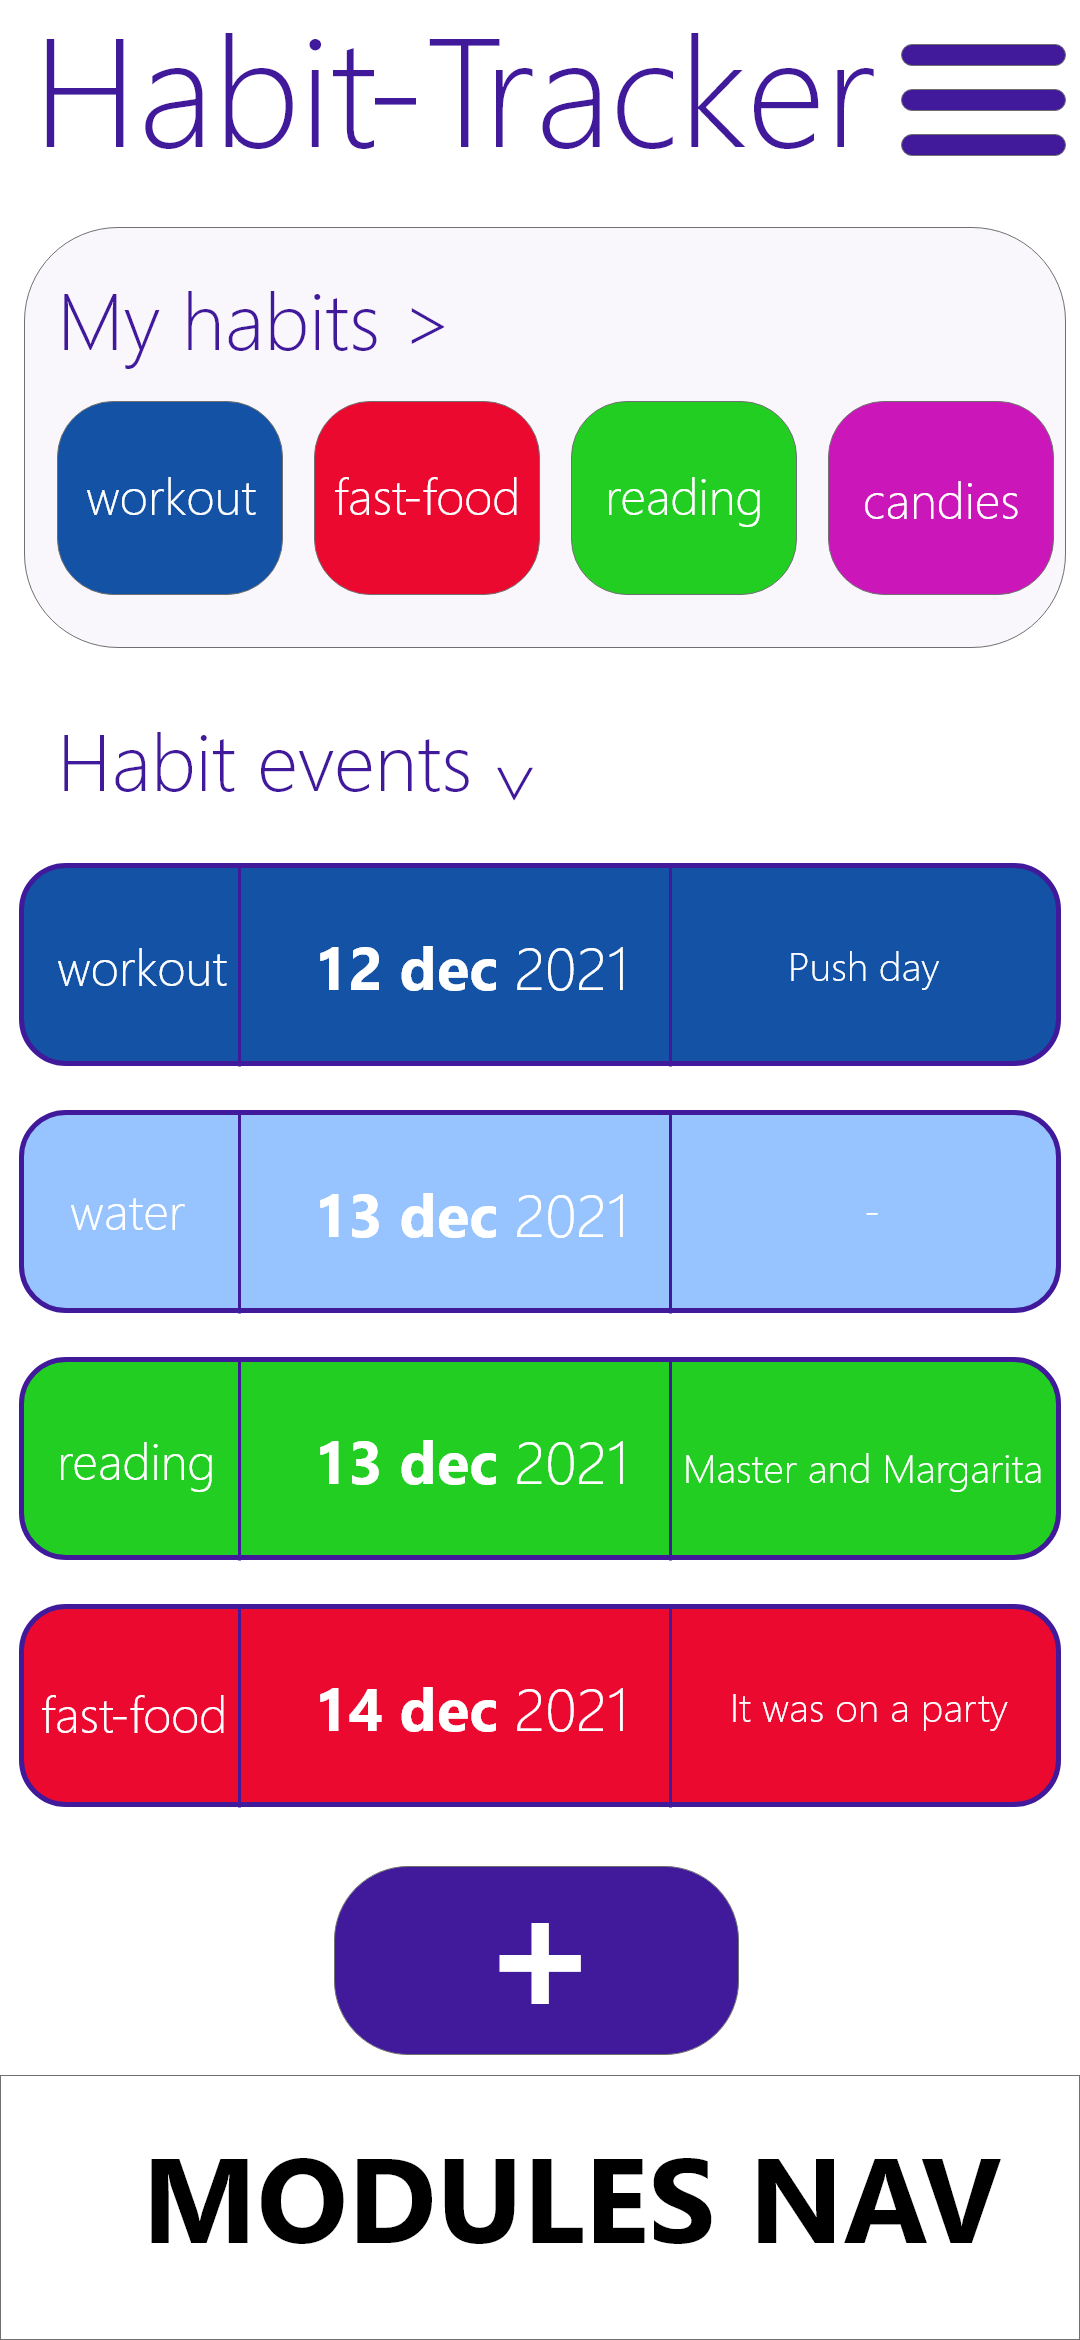 Habit-Tracker
My habits >
workout fast-food reading candies
Habit events
workout 12 dec 2021 Push day
water 13 dec 2021 -
reading 13 dec 2021 Master and Margarita
fast-food 14 dec 2021 It was on a party
+
MODULES NAV